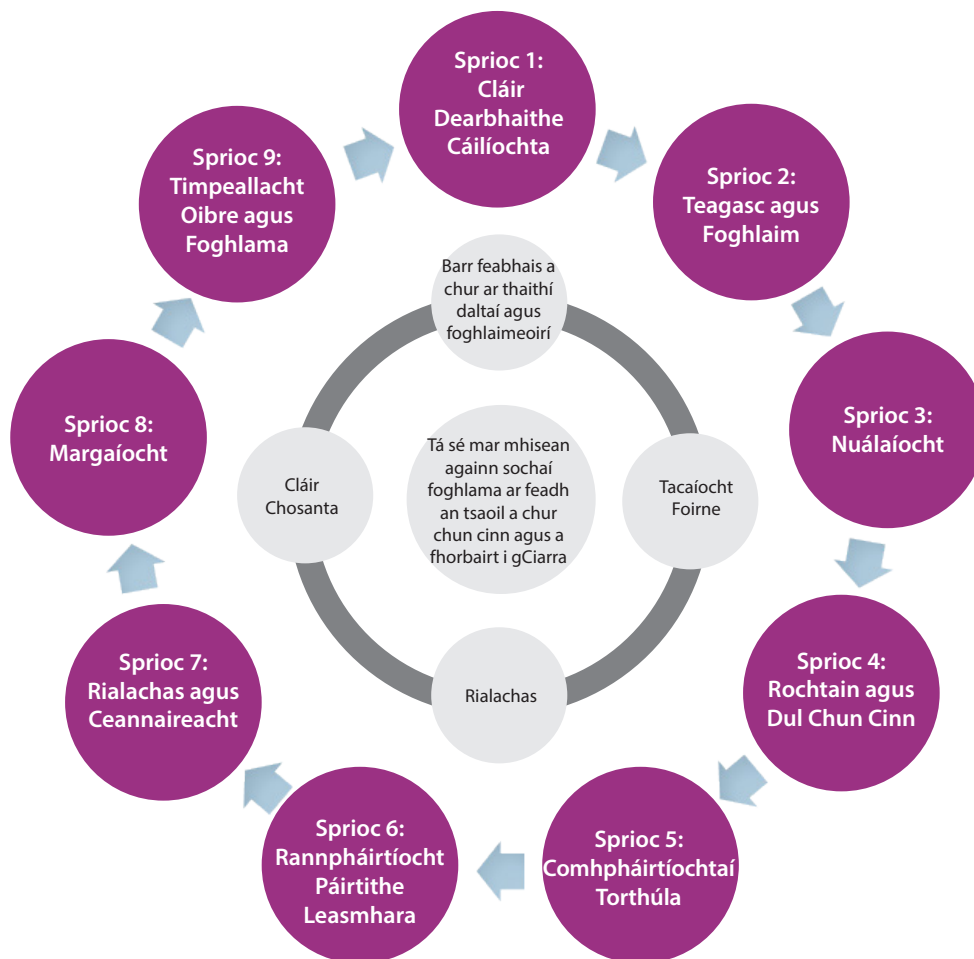 Sprioc 1:
Cláir
Dearbhaithe
Cáilíochta
Sprioc 2:
Teagasc agus
Foghlaim
Sprioc 3:
Nuálaíocht
Sprioc 4:
Rochtain agus
Dul Chun Cinn
Sprioc 5:
Comhpháirtíochtaí
Torthúla
Sprioc 6:
Rannpháirtíocht
Páirtithe
Leasmhara
Sprioc 7:
Rialachas agus
Ceannaireacht
Sprioc 8:
Margaíocht
Sprioc 9:
Timpeallacht
Oibre agus
Foghlama
Barr feabhais a
chur ar thaithí
daltaí agus
foghlaimeoirí
Tacaíocht
Foirne
Rialachas
Cláir
Chosanta
Tá sé mar mhisean
againn sochaí
foghlama ar feadh
an tsaoil a chur
chun cinn agus a
fhorbairt i gCiarra